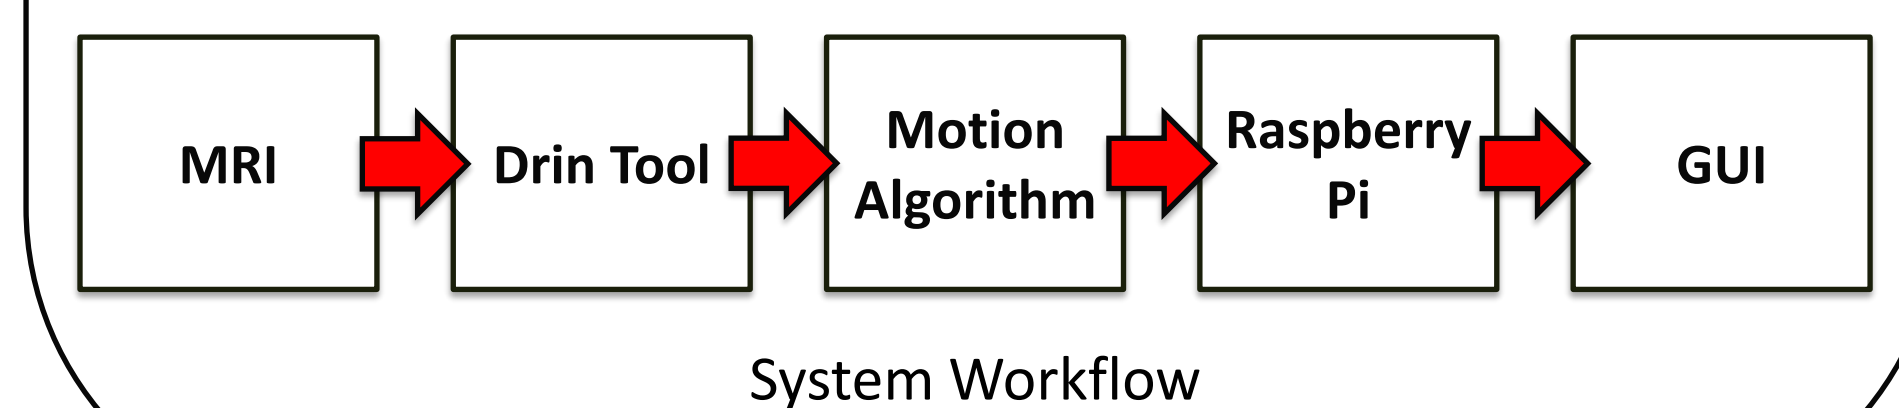 MRI
Drin Tool
Motion
Algorithm
Raspberry
Pi
GUI
System Workflow